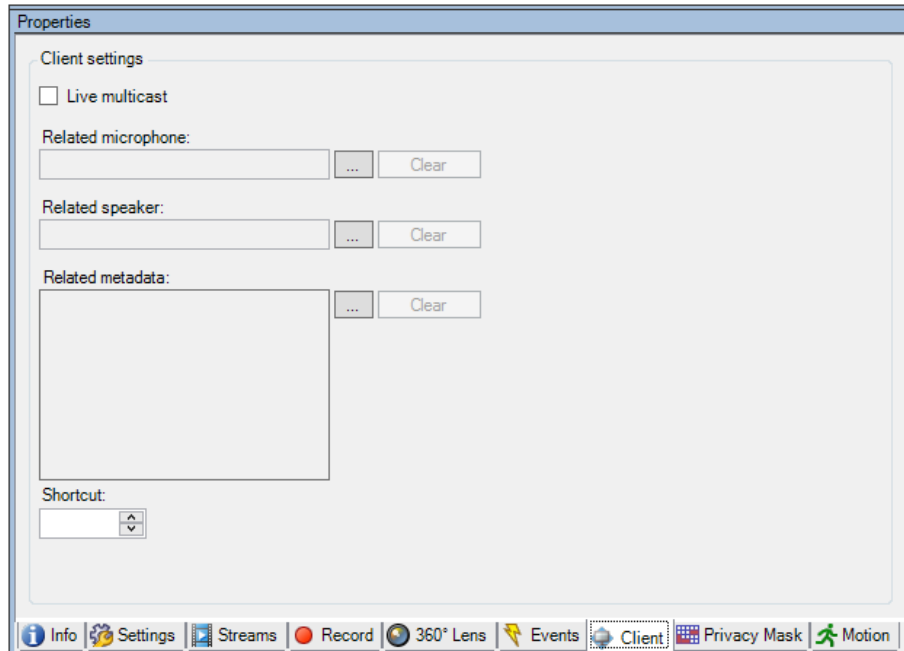 Properties
Client settings
Live multicast
Related microphone:
... Clear
Related speaker:
... Clear
Related metadata:
... Clear
Shortcut:
Info Settings Streams Record 360° Lens Events Client Privacy Mask Motion